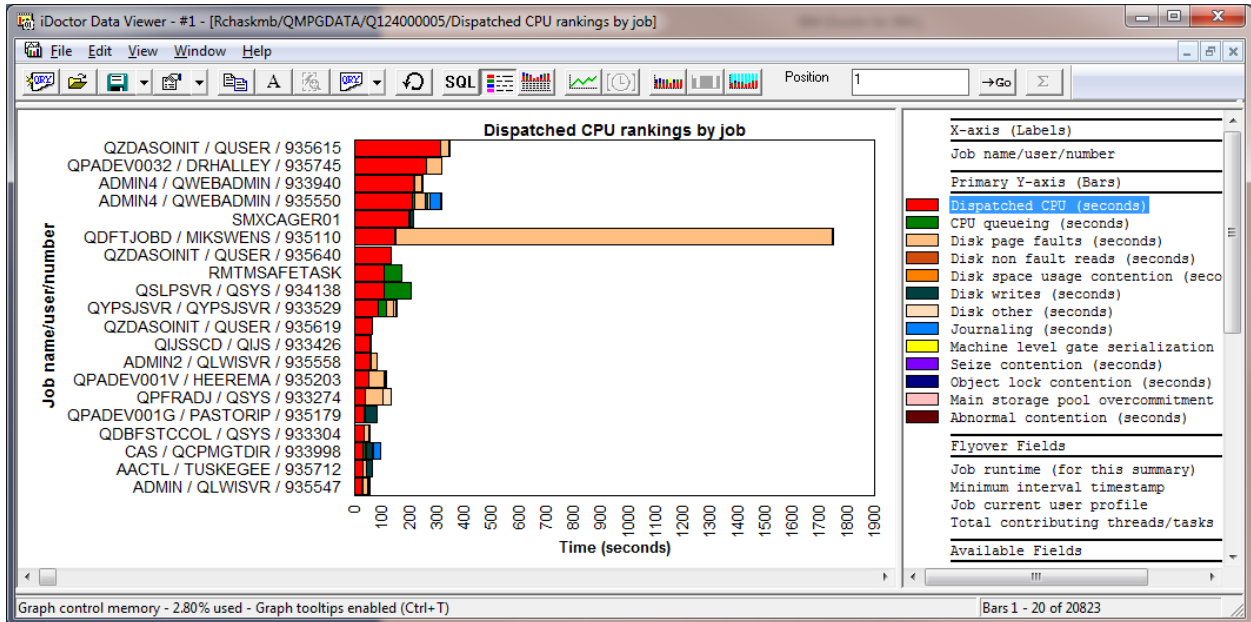 iDoctor Data Viewer - #1 - [Rchaskmb/QMPGDATA/Q124000005/Dispatched CPU rankings by job]
File Edit View Window Help
QRY A QRY SQL Position 1 →Go Σ
Dispatched CPU rankings by job
Job name/user/number
QZDASOINIT / QUSER / 935615
QPADEV0032 / DRHALLEY / 935745
ADMIN4 / QWEBADMIN / 933940
ADMIN4 / QWEBADMIN / 935550
SMXCAGER01
QDFTJOBD / MIKSWENS / 935110
QZDASOINIT / QUSER / 935640
RMTMSAFETASK
QSLPSVR / QSYS / 934138
QYPSJSVR / QYPSJSVR / 933529
QZDASOINIT / QUSER / 935619
QIJSSCD / QIJS / 933426
ADMIN2 / QLWISVR / 935558
QPADEV001V / HEEREMA / 935203
QPFRADJ / QSYS / 933274
QPADEV001G / PASTORIP / 935179
QDBFSTCCOL / QSYS / 933304
CAS / QCPMGTDIR / 933998
AACTL / TUSKEGEE / 935712
ADMIN / QLWISVR / 935547
0 100 200 300 400 500 600 700 800 900 1000 1100 1200 1300 1400 1500 1600 1700 1800 1900
Time (seconds)
X-axis (Labels)
Job name/user/number
Primary Y-axis (Bars)
Dispatched CPU (seconds)
CPU queueing (seconds)
Disk page faults (seconds)
Disk non fault reads (seconds)
Disk space usage contention (seco
Disk writes (seconds)
Disk other (seconds)
Journaling (seconds)
Machine level gate serialization
Seize contention (seconds)
Object lock contention (seconds)
Main storage pool overcommitment
Abnormal contention (seconds)
Flyover Fields
Job runtime (for this summary)
Minimum interval timestamp
Job current user profile
Total contributing threads/tasks
Available Fields
Graph control memory - 2.80% used - Graph tooltips enabled (Ctrl+T)
Bars 1 - 20 of 20823